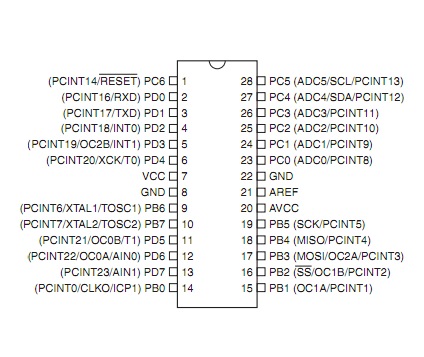 (PCINT14/RESET) PC6 1 28 PC5 (ADC5/SCL/PCINT13)
(PCINT16/RXD) PD0 2 27 PC4 (ADC4/SDA/PCINT12)
(PCINT17/TXD) PD1 3 26 PC3 (ADC3/PCINT11)
(PCINT18/INT0) PD2 4 25 PC2 (ADC2/PCINT10)
(PCINT19/OC2B/INT1) PD3 5 24 PC1 (ADC1/PCINT9)
(PCINT20/XCK/T0) PD4 6 23 PC0 (ADC0/PCINT8)
VCC 7 22 GND
GND 8 21 AREF
(PCINT6/XTAL1/TOSC1) PB6 9 20 AVCC
(PCINT7/XTAL2/TOSC2) PB7 10 19 PB5 (SCK/PCINT5)
(PCINT21/OC0B/T1) PD5 11 18 PB4 (MISO/PCINT4)
(PCINT22/OC0A/AIN0) PD6 12 17 PB3 (MOSI/OC2A/PCINT3)
(PCINT23/AIN1) PD7 13 16 PB2 (SS/OC1B/PCINT2)
(PCINT0/CLKO/ICP1) PB0 14 15 PB1 (OC1A/PCINT1)